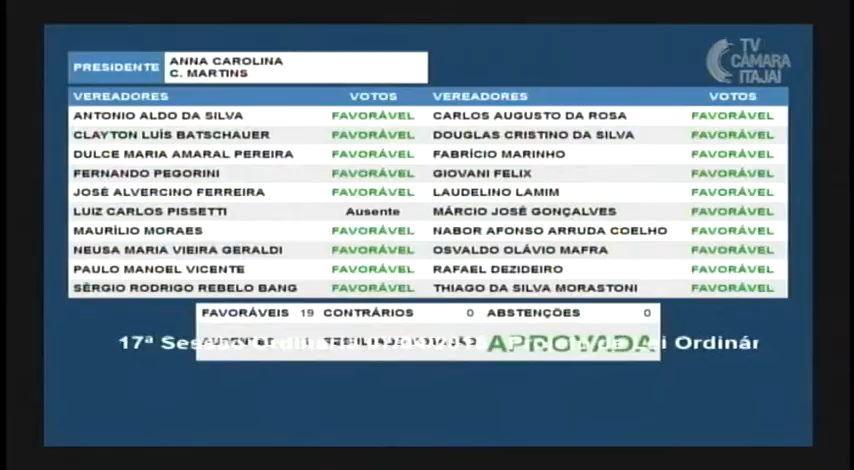 TV
CÂMARA
ITAJAÍ
PRESIDENTE ANNA CAROLINA
C. MARTINS
VEREADORES VOTOS VEREADORES VOTOS
ANTONIO ALDO DA SILVA FAVORÁVEL CARLOS AUGUSTO DA ROSA FAVORÁVEL
CLAYTON LUÍS BATSCHAUER FAVORÁVEL DOUGLAS CRISTINO DA SILVA FAVORÁVEL
DULCE MARIA AMARAL PEREIRA FAVORÁVEL FABRÍCIO MARINHO FAVORÁVEL
FERNANDO PEGORINI FAVORÁVEL GIOVANI FELIX FAVORÁVEL
JOSÉ ALVERCINO FERREIRA FAVORÁVEL LAUDELINO LAMIM FAVORÁVEL
LUIZ CARLOS PISSETTI Ausente MÁRCIO JOSÉ GONÇALVES FAVORÁVEL
MAURÍLIO MORAES FAVORÁVEL NABOR AFONSO ARRUDA COELHO FAVORÁVEL
NEUSA MARIA VIEIRA GERALDI FAVORÁVEL OSVALDO OLÁVIO MAFRA FAVORÁVEL
PAULO MANOEL VICENTE FAVORÁVEL RAFAEL DEZIDEIRO FAVORÁVEL
SÉRGIO RODRIGO REBELO BANG FAVORÁVEL THIAGO DA SILVA MORASTONI FAVORÁVEL
FAVORÁVEIS 19 CONTRÁRIOS 0 ABSTENÇÕES 0
APROVADA
17ª Sessão Ordinária Lei Ordinár